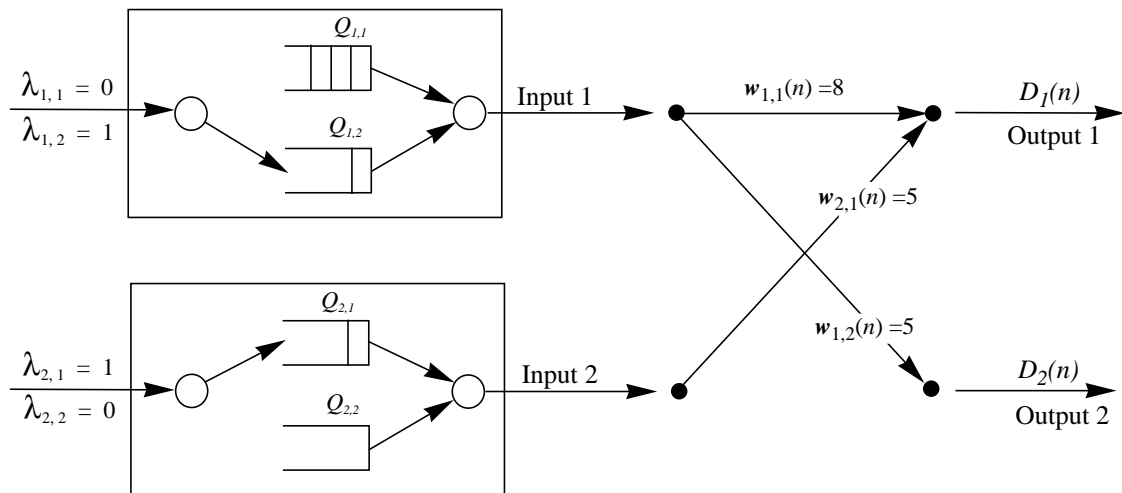 Q1,1
λ1, 1 = 0
λ1, 2 = 1
Q1,2
Input 1
w1,1(n) =8
D1(n)
Output 1
w2,1(n) =5
Q2,1
λ2, 1 = 1
λ2, 2 = 0
Q2,2
Input 2
w1,2(n) =5
D2(n)
Output 2